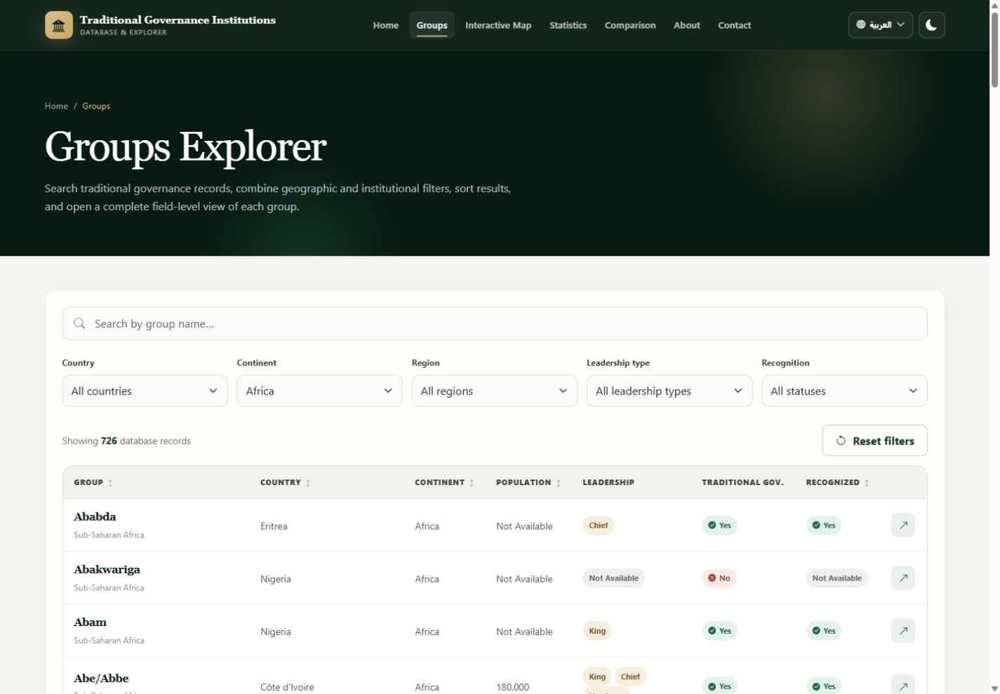 Traditional Governance Institutions
DATABASE & EXPLORER
Home Groups Interactive Map Statistics Comparison About Contact
العربية
Home / Groups
Groups Explorer
Search traditional governance records, combine geographic and institutional filters, sort results,
and open a complete field-level view of each group.
Search by group name...
Country Continent Region Leadership type Recognition
All countries Africa All regions All leadership types All statuses
Showing 726 database records
Reset filters
GROUP COUNTRY CONTINENT POPULATION LEADERSHIP TRADITIONAL GOV. RECOGNIZED
Ababda
Sub-Saharan Africa
Eritrea Africa Not Available Chief Yes Yes
Abakwariga
Sub-Saharan Africa
Nigeria Africa Not Available Not Available No Not Available
Abam
Sub-Saharan Africa
Nigeria Africa Not Available King Yes Yes
Abe/Abbe
Côte d'Ivoire Africa 180,000 King Chief Yes Yes